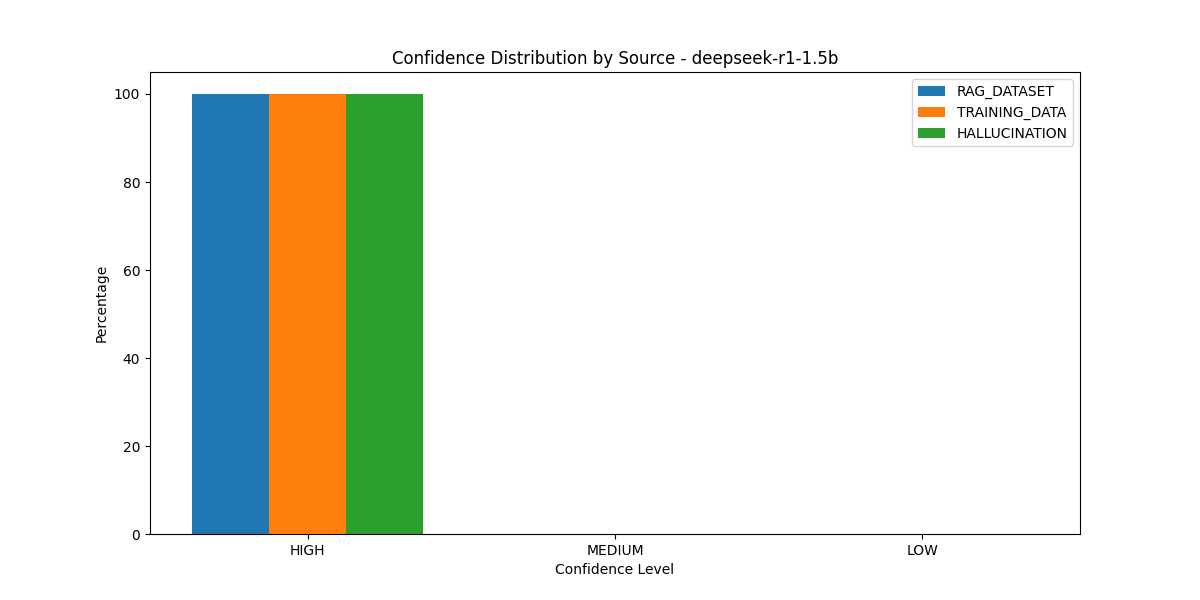 Confidence Distribution by Source - deepseek-r1-1.5b
RAG_DATASET
TRAINING_DATA
HALLUCINATION
Percentage
100
80
60
40
20
0
HIGH
MEDIUM
LOW
Confidence Level